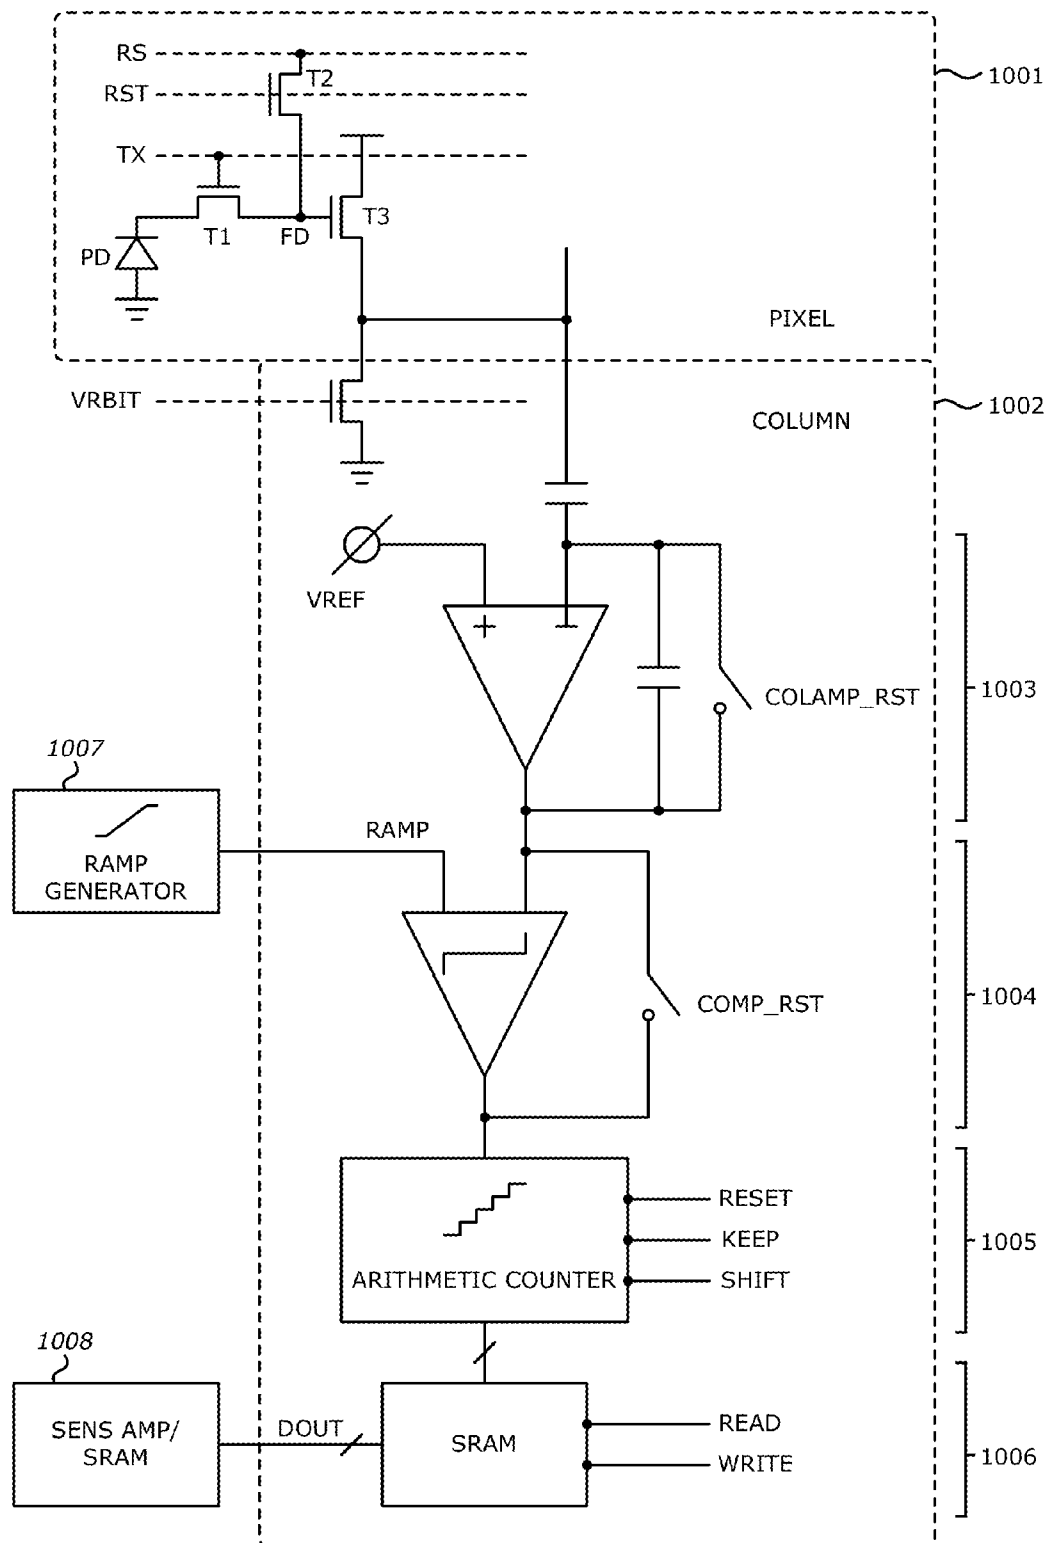 RS
T2
1001
RST
TX
T3
T1
FD
PD
PIXEL
VRBIT
1002
COLUMN
VREF
+
COLAMP_RST
1003
1007
RAMP
RAMP
GENERATOR
1004
COMP_RST
RESET
KEEP
1005
ARITHMETIC COUNTER
SHIFT
1008
SENS AMP/
SRAM
DOUT
SRAM
READ
1006
WRITE